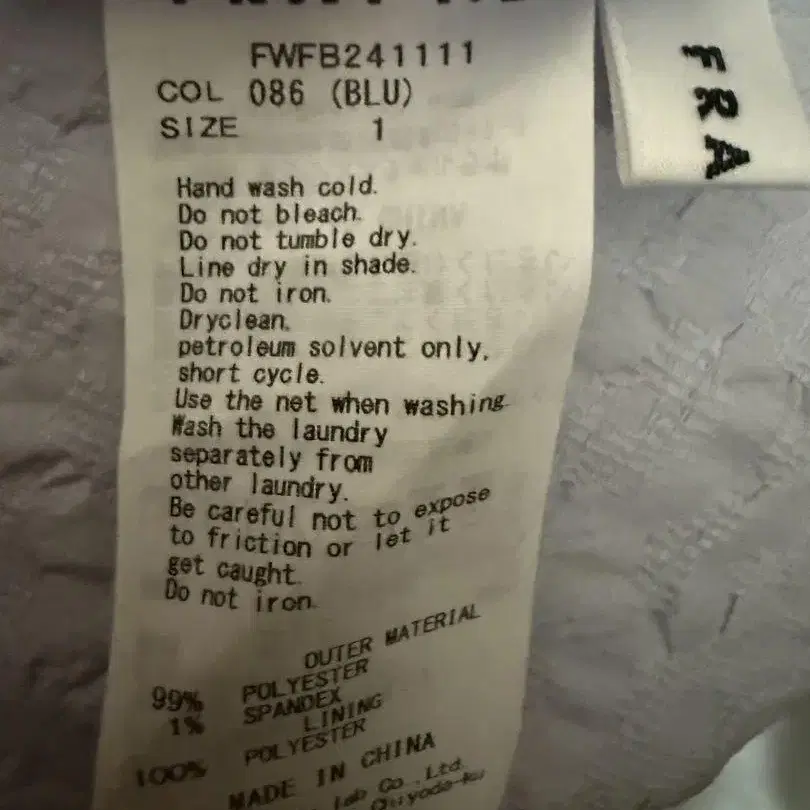 FWFB241111
COL 086 (BLU)
SIZE 1
Hand wash cold.
Do not bleach.
Do not tumble dry.
Line dry in shade.
Do not iron.
Dryclean,
petroleum solvent only,
short cycle.
Use the net when washing.
Wash the laundry
separately from
other laundry.
Be careful not to expose
to friction or let it
get caught.
Do not iron.
OUTER MATERIAL
99% POLYESTER
1% SPANDEX
LINING
100% POLYESTER
MADE IN CHINA
lab Co.,Ltd.
FRA